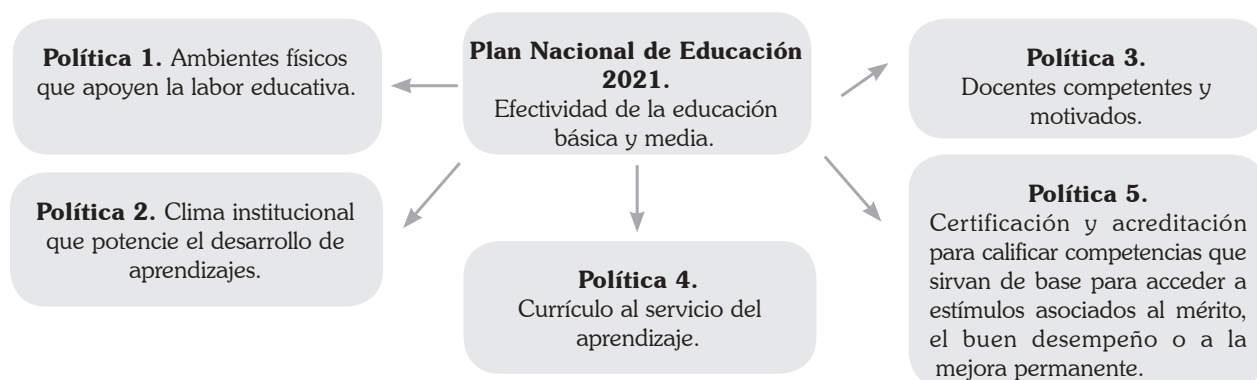 Plan Nacional de Educación
2021.
Efectividad de la educación
básica y media.
Política 1. Ambientes físicos
que apoyen la labor educativa.
Política 2. Clima institucional
que potencie el desarrollo de
aprendizajes.
Política 3.
Docentes competentes y
motivados.
Política 4.
Currículo al servicio del
aprendizaje.
Política 5.
Certificación y acreditación
para calificar competencias que
sirvan de base para acceder a
estímulos asociados al mérito,
el buen desempeño o a la
mejora permanente.